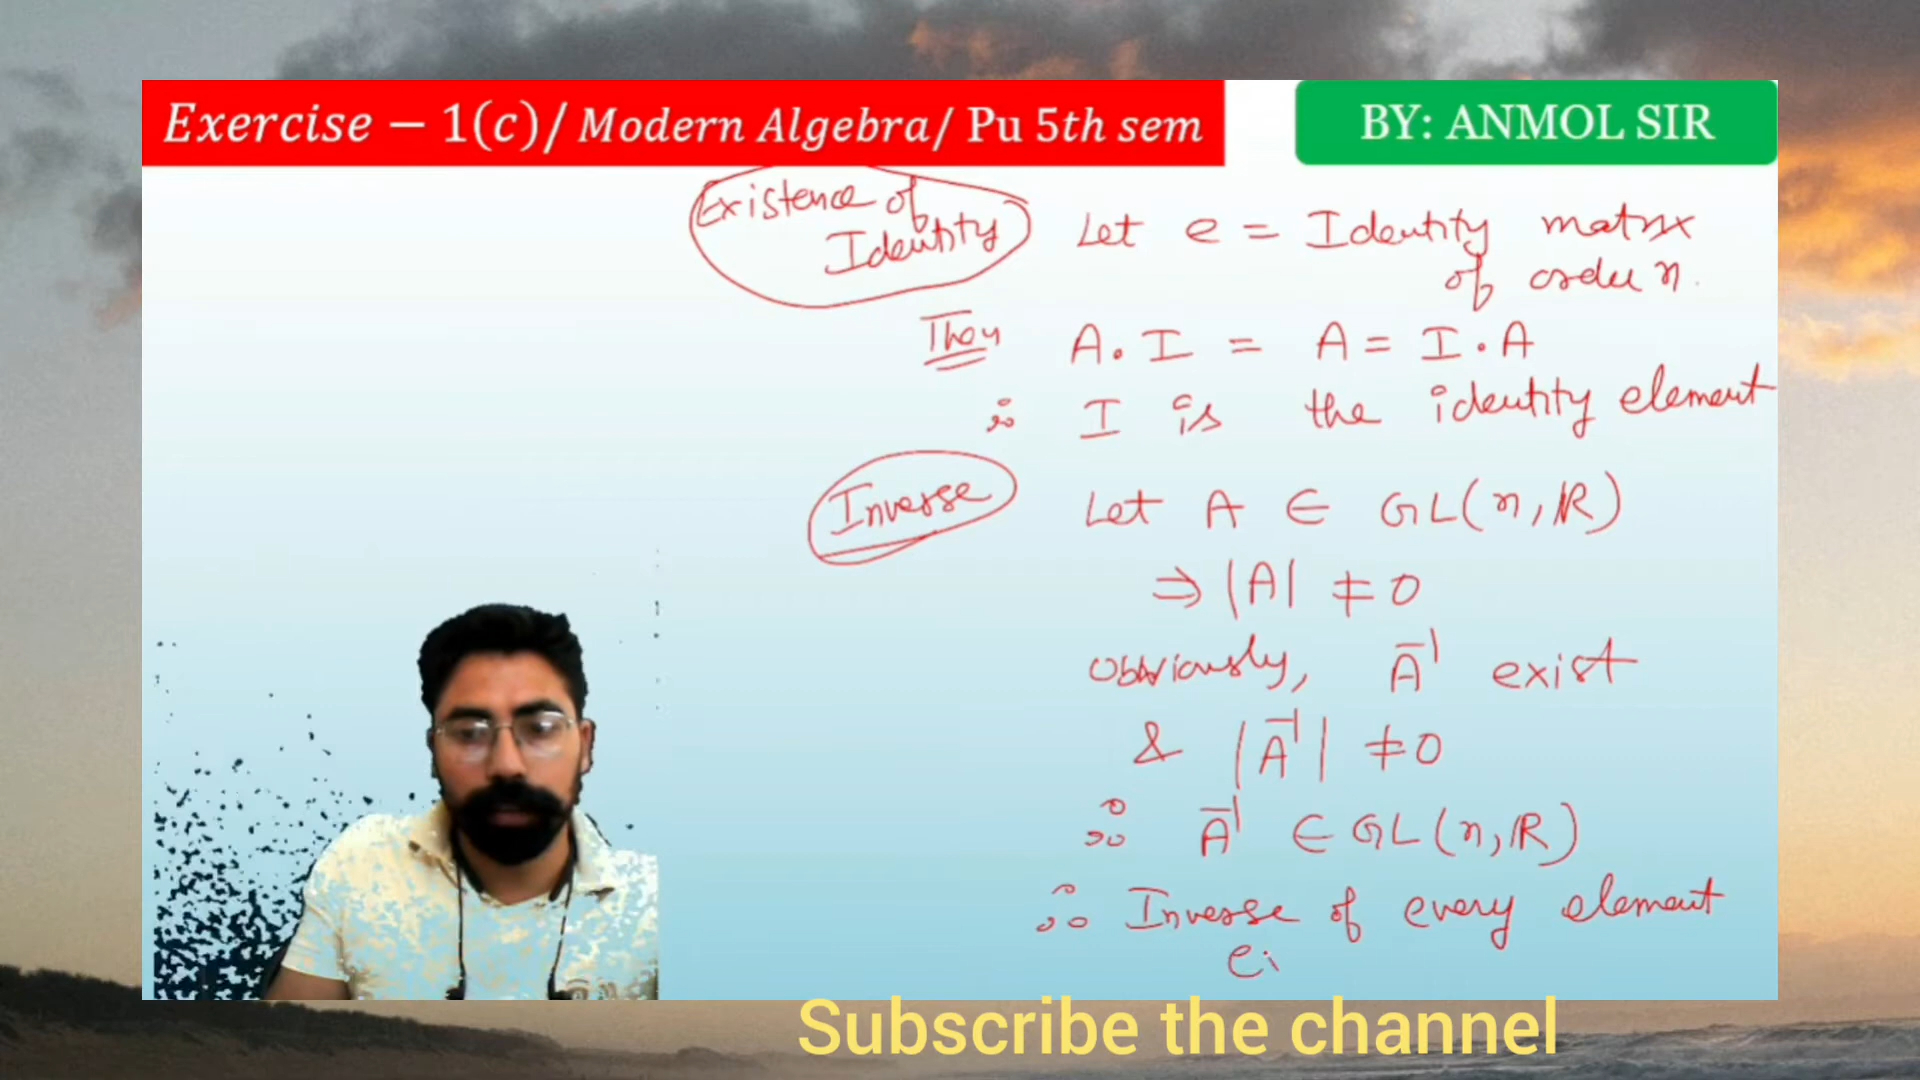 Exercise – 1(c)/ Modern Algebra/ Pu 5th sem
BY: ANMOL SIR
Existence of
Identity
Let e = Identity matrix
of order n.
Then A . I = A = I . A
∴ I is the identity element
Inverse
Let A ∈ GL(n, R)
⇒ |A| ≠ 0
Obviously, A⁻¹ exist
& |A⁻¹| ≠ 0
∴ A⁻¹ ∈ GL(n, R)
∴ Inverse of every element
ei
Subscribe the channel